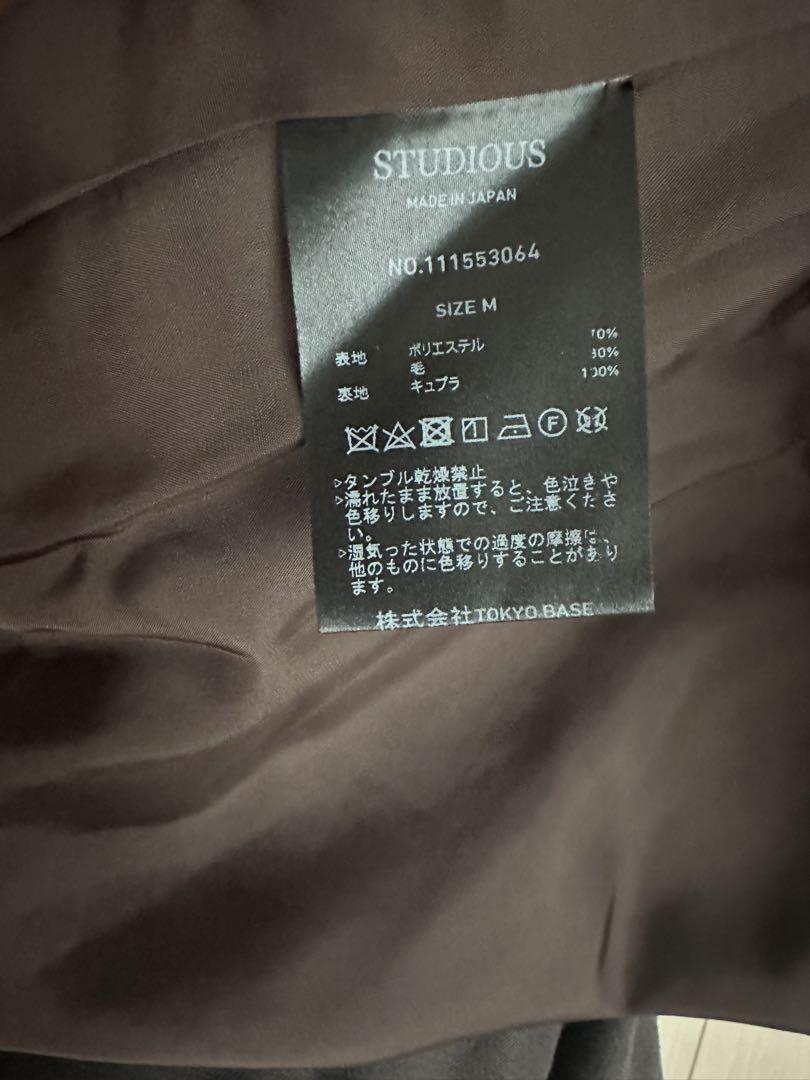 STUDIOUS
MADE IN JAPAN
NO.111553064
SIZE M
表地 ポリエステル 70%
毛 30%
裏地 キュプラ 100%
F
▷タンブル乾燥禁止
▷濡れたまま放置すると、色泣きや
色移りしますので、ご注意くださ
い。
▷湿気った状態での過度の摩擦は、
他のものに色移りすることがあり
ます。
株式会社TOKYO BASE